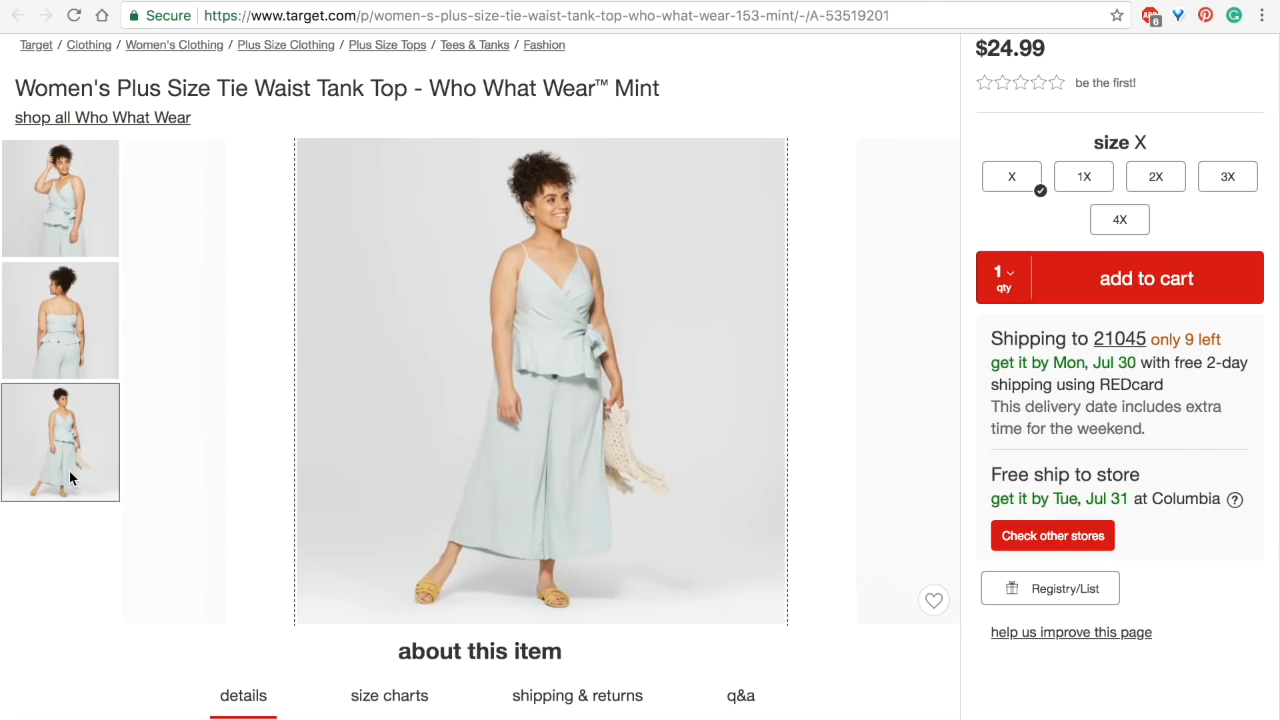 Secure https://www.target.com/p/women-s-plus-size-tie-waist-tank-top-who-what-wear-153-mint/-/A-53519201
6
Target / Clothing / Women's Clothing / Plus Size Clothing / Plus Size Tops / Tees & Tanks / Fashion
Women's Plus Size Tie Waist Tank Top - Who What Wear™ Mint
shop all Who What Wear
$24.99
be the first!
size X
X 1X 2X 3X
4X
1 qty
add to cart
Shipping to 21045 only 9 left
get it by Mon, Jul 30 with free 2-day
shipping using REDcard
This delivery date includes extra
time for the weekend.
Free ship to store
get it by Tue, Jul 31 at Columbia ?
Check other stores
Registry/List
help us improve this page
about this item
details size charts shipping & returns q&a